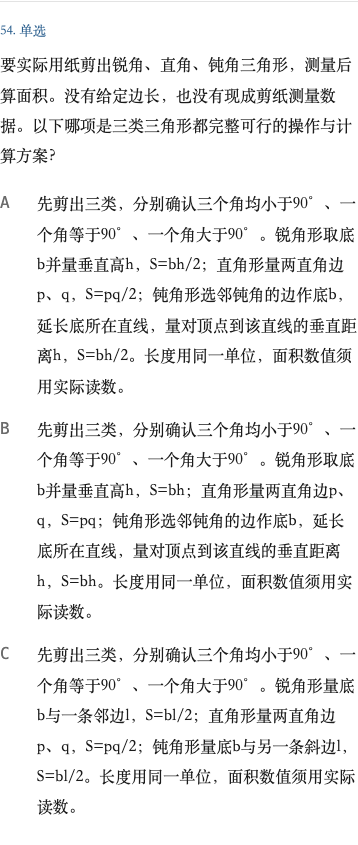 54. 单选
要实际用纸剪出锐角、直角、钝角三角形，测量后
算面积。没有给定边长，也没有现成剪纸测量数
据。以下哪项是三类三角形都完整可行的操作与计
算方案？
A 先剪出三类，分别确认三个角均小于90°、一
个角等于90°、一个角大于90°。锐角形取底
b并量垂直高h，S=bh/2；直角形量两直角边
p、q，S=pq/2；钝角形选邻钝角的边作底b，
延长底所在直线，量对顶点到该直线的垂直距
离h，S=bh/2。长度用同一单位，面积数值须
用实际读数。
B 先剪出三类，分别确认三个角均小于90°、一
个角等于90°、一个角大于90°。锐角形取底
b并量垂直高h，S=bh；直角形量两直角边p、
q，S=pq；钝角形选邻钝角的边作底b，延长
底所在直线，量对顶点到该直线的垂直距离
h，S=bh。长度用同一单位，面积数值须用实
际读数。
C 先剪出三类，分别确认三个角均小于90°、一
个角等于90°、一个角大于90°。锐角形量底
b与一条邻边l，S=bl/2；直角形量两直角边
p、q，S=pq/2；钝角形量底b与另一条斜边l，
S=bl/2。长度用同一单位，面积数值须用实际
读数。